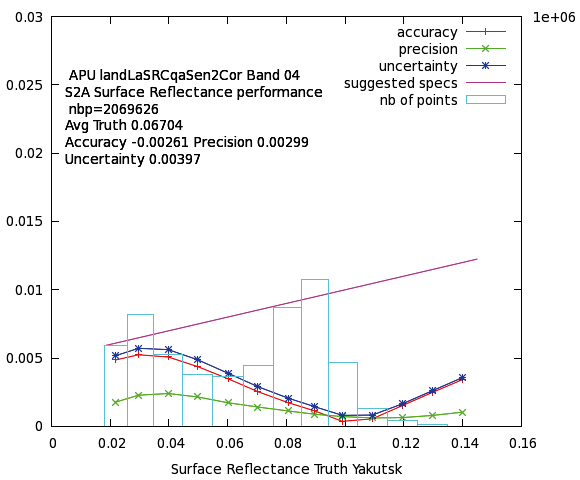 0.03
1e+06
accuracy
precision
uncertainty
suggested specs
nb of points
APU landLaSRCqaSen2Cor Band 04
S2A Surface Reflectance performance
nbp=2069626
Avg Truth 0.06704
Accuracy -0.00261 Precision 0.00299
Uncertainty 0.00397
0.025
0.02
0.015
0.01
0.005
0
0 0.02 0.04 0.06 0.08 0.1 0.12 0.14 0.16
Surface Reflectance Truth Yakutsk